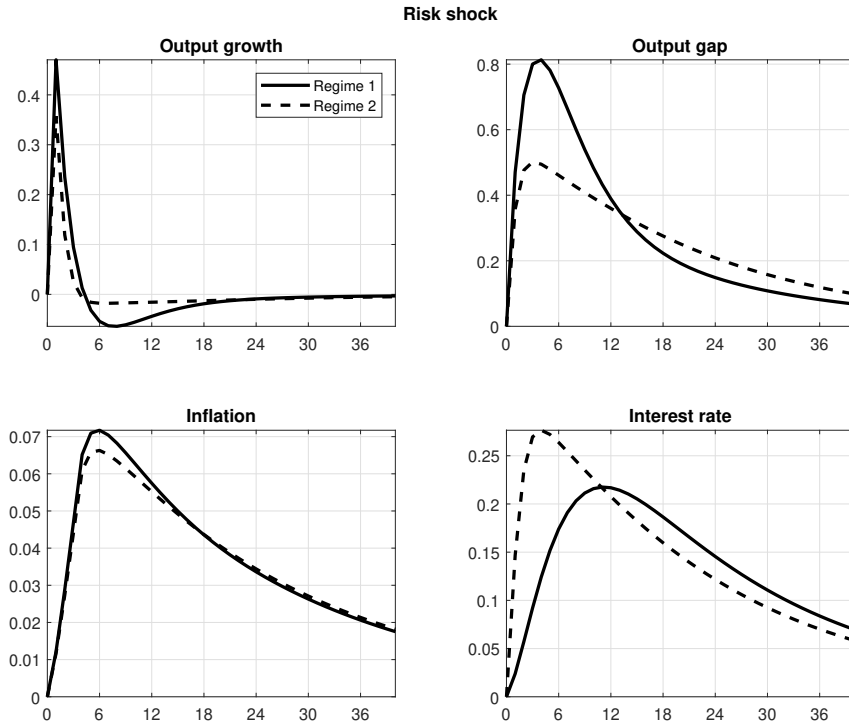 Risk shock
Output growth
0.4
0.3
0.2
0.1
0
0 6 12 18 24 30 36
Regime 1
Regime 2
Output gap
0.8
0.6
0.4
0.2
0
0 6 12 18 24 30 36
Inflation
0.07
0.06
0.05
0.04
0.03
0.02
0.01
0
0 6 12 18 24 30 36
Interest rate
0.25
0.2
0.15
0.1
0.05
0
0 6 12 18 24 30 36